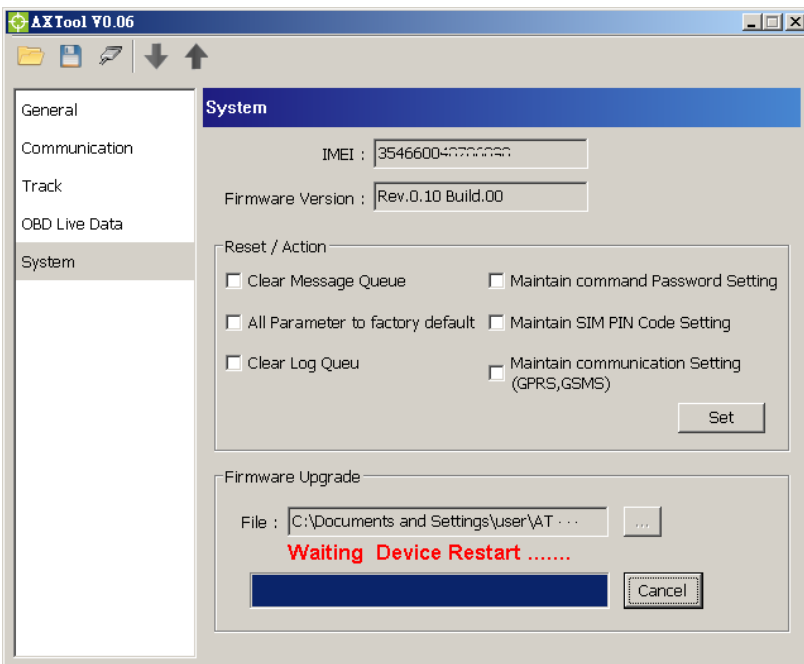 AXTool V0.06
General
Communication
Track
OBD Live Data
System
System
IMEI : 354660
Firmware Version : Rev.0.10 Build.00
Reset / Action
Clear Message Queue
Maintain command Password Setting
All Parameter to factory default
Maintain SIM PIN Code Setting
Clear Log Queu
Maintain communication Setting
(GPRS,GSMS)
Set
Firmware Upgrade
File : C:\Documents and Settings\user\AT ··· ...
Waiting Device Restart .......
Cancel